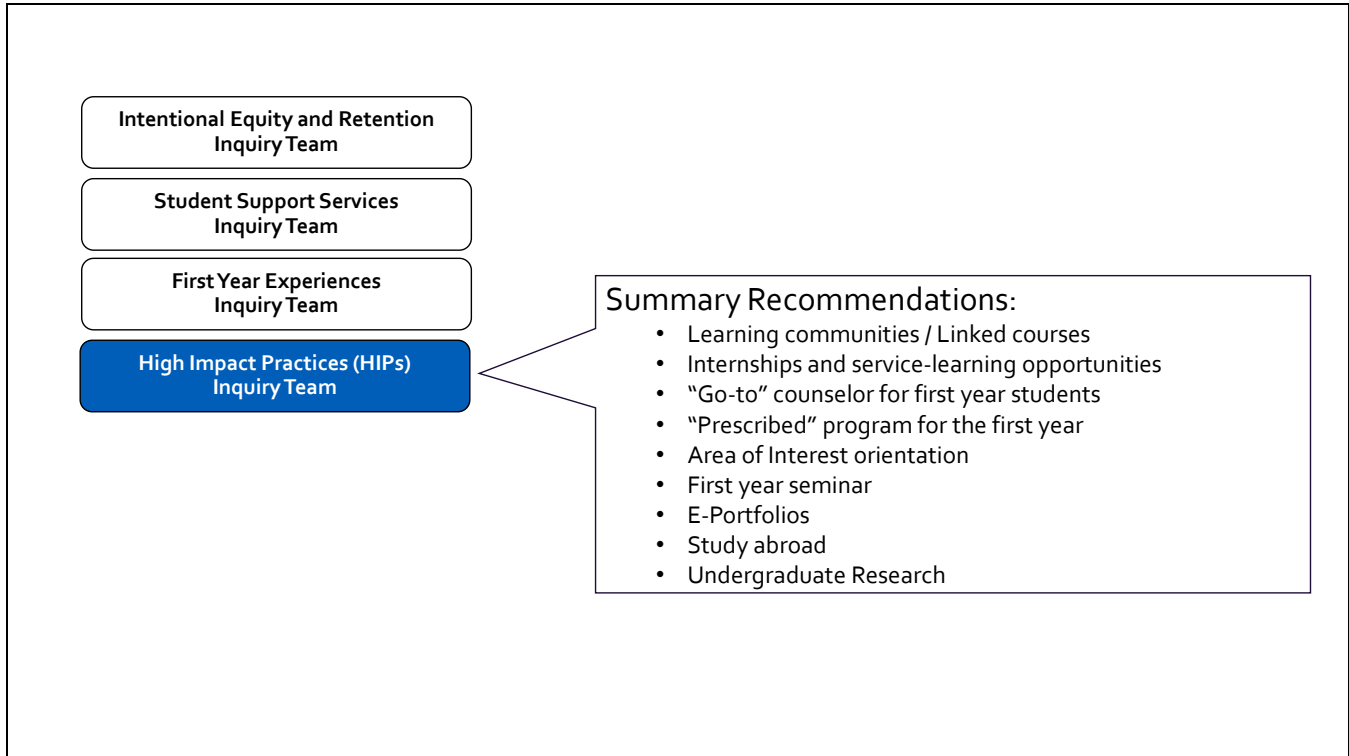 Intentional Equity and Retention
Inquiry Team
Student Support Services
Inquiry Team
First Year Experiences
Inquiry Team
High Impact Practices (HIPs)
Inquiry Team
Summary Recommendations:
• Learning communities / Linked courses
• Internships and service-learning opportunities
• “Go-to” counselor for first year students
• “Prescribed” program for the first year
• Area of Interest orientation
• First year seminar
• E-Portfolios
• Study abroad
• Undergraduate Research